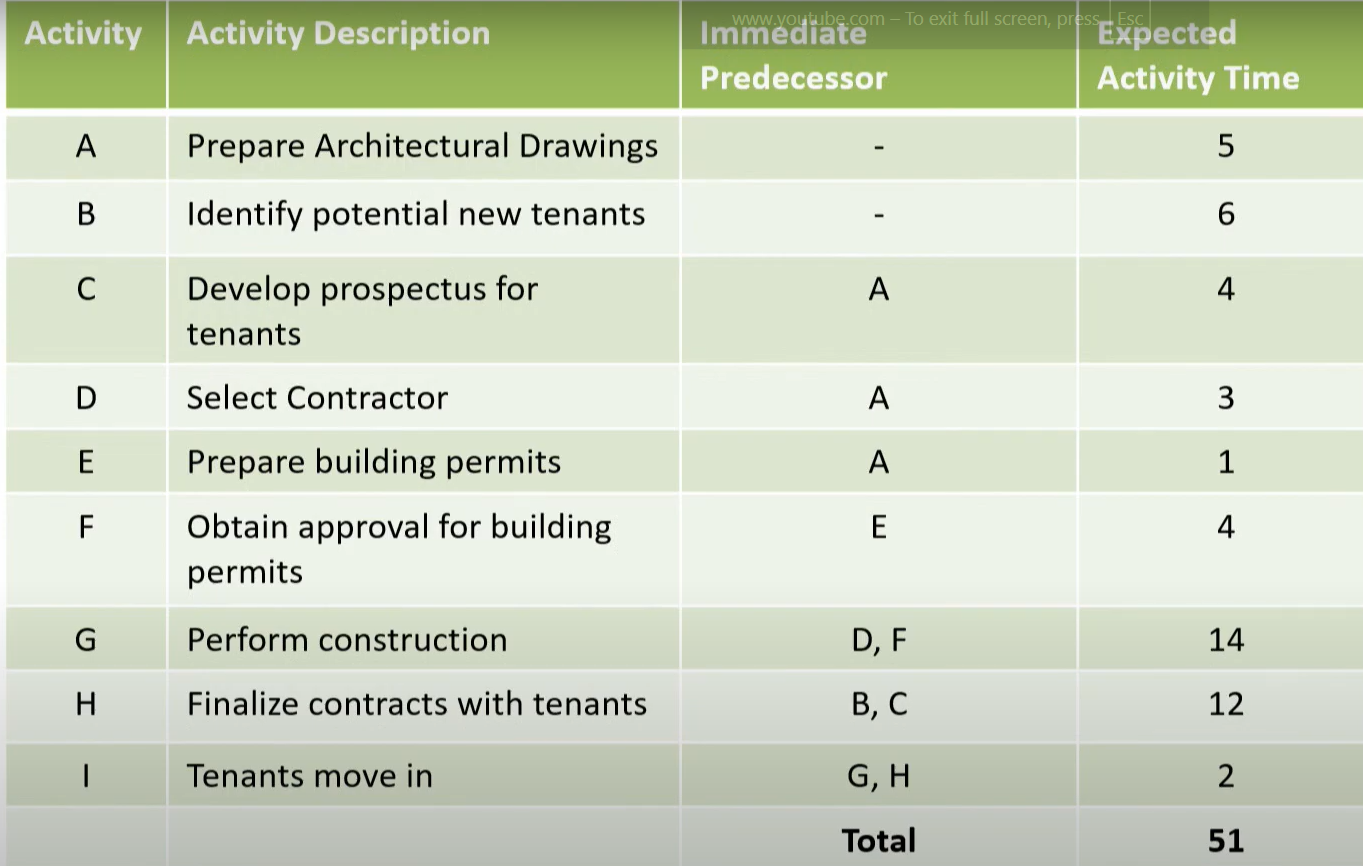 www.youtube.com – To exit full screen, press Esc
Activity Activity Description Immediate Expected
Predecessor Activity Time
A Prepare Architectural Drawings - 5
B Identify potential new tenants - 6
C Develop prospectus for A 4
tenants
D Select Contractor A 3
E Prepare building permits A 1
F Obtain approval for building E 4
permits
G Perform construction D, F 14
H Finalize contracts with tenants B, C 12
I Tenants move in G, H 2
Total 51